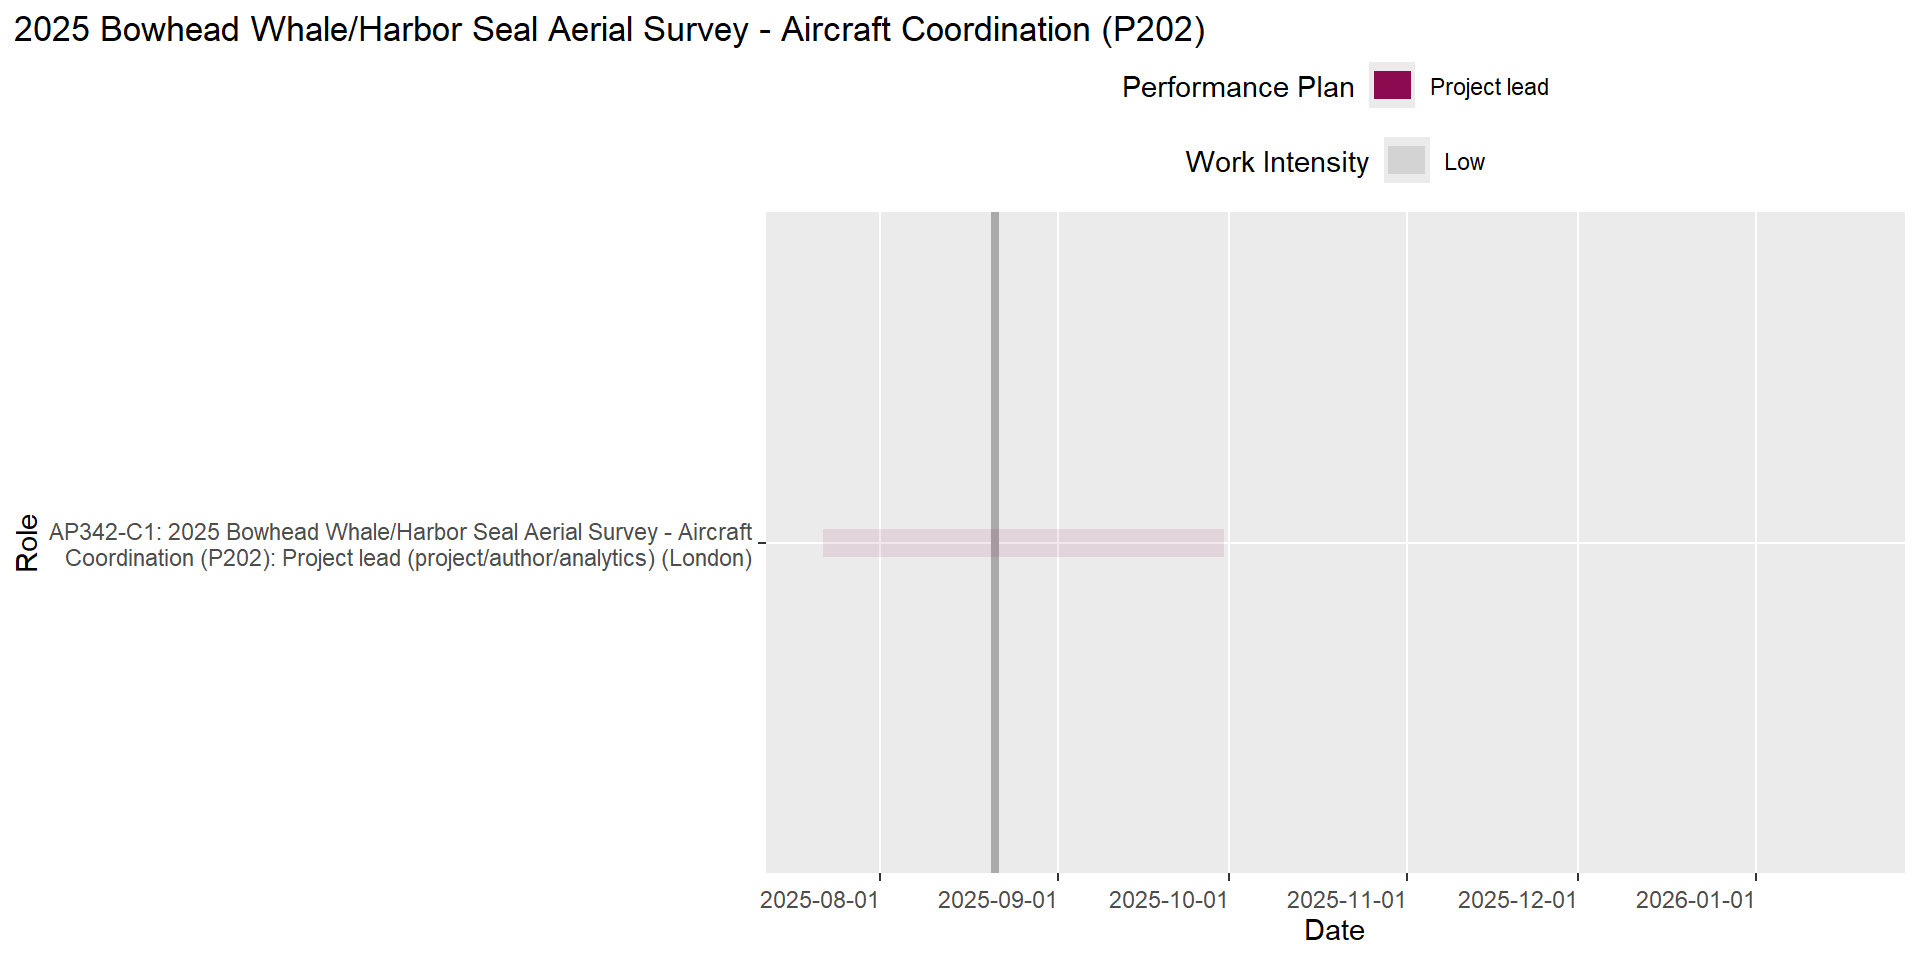 2025 Bowhead Whale/Harbor Seal Aerial Survey - Aircraft Coordination (P202)
Performance Plan
Project lead
Work Intensity
Low
Role
AP342-C1: 2025 Bowhead Whale/Harbor Seal Aerial Survey - Aircraft
Coordination (P202): Project lead (project/author/analytics) (London)
2025-08-01
2025-09-01
2025-10-01
2025-11-01
2025-12-01
2026-01-01
Date